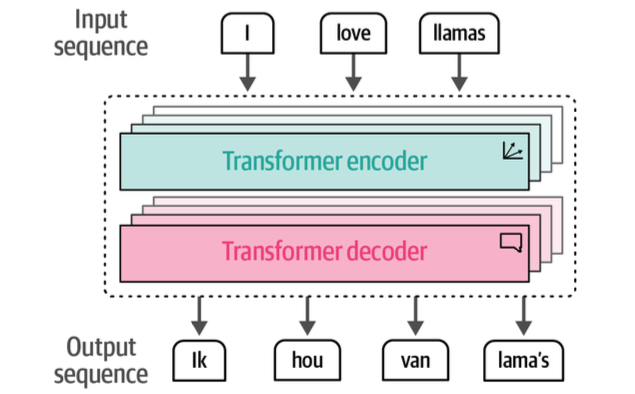 Input
sequence
I love llamas
Transformer encoder
Transformer decoder
Output
sequence
Ik hou van lama's